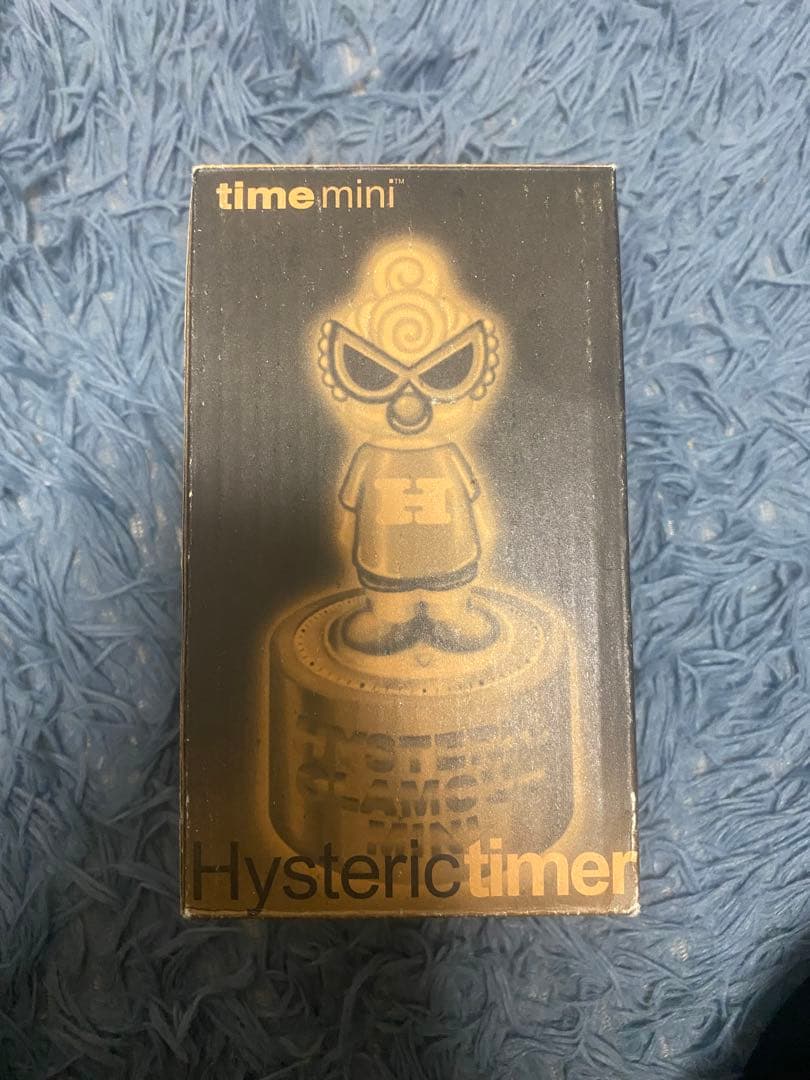 time mini™
H
HYSTERIC
GLAMOUR
MINI
Hysterictimer